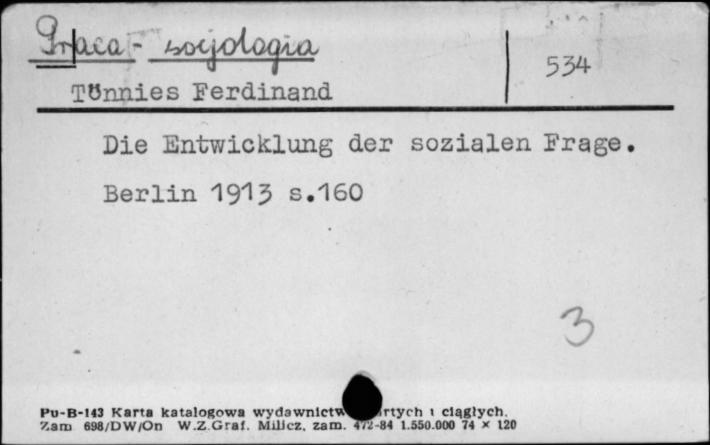 Praca - socjologia
534
Tönnies Ferdinand
Die Entwicklung der sozialen Frage.
Berlin 1913 s.160
3
Pu-B-143 Karta katalogowa wydawnictw rtych i ciągłych.
Zam 698/DW/On W.Z.Graf. Milicz, zam. 472-84 1.550.000 74 × 120